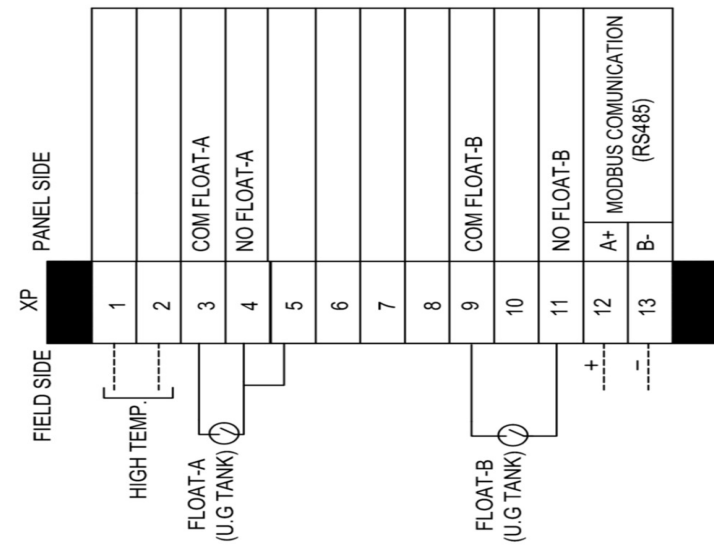 FIELD SIDE
XP
PANEL SIDE
HIGH TEMP.
1
2
FLOAT-A
(U.G TANK)
3
COM FLOAT-A
4
NO FLOAT-A
5
6
7
8
FLOAT-B
(U.G TANK)
9
COM FLOAT-B
10
11
NO FLOAT-B
+
12
A+
−
13
B-
MODBUS COMUNICATION
(RS485)